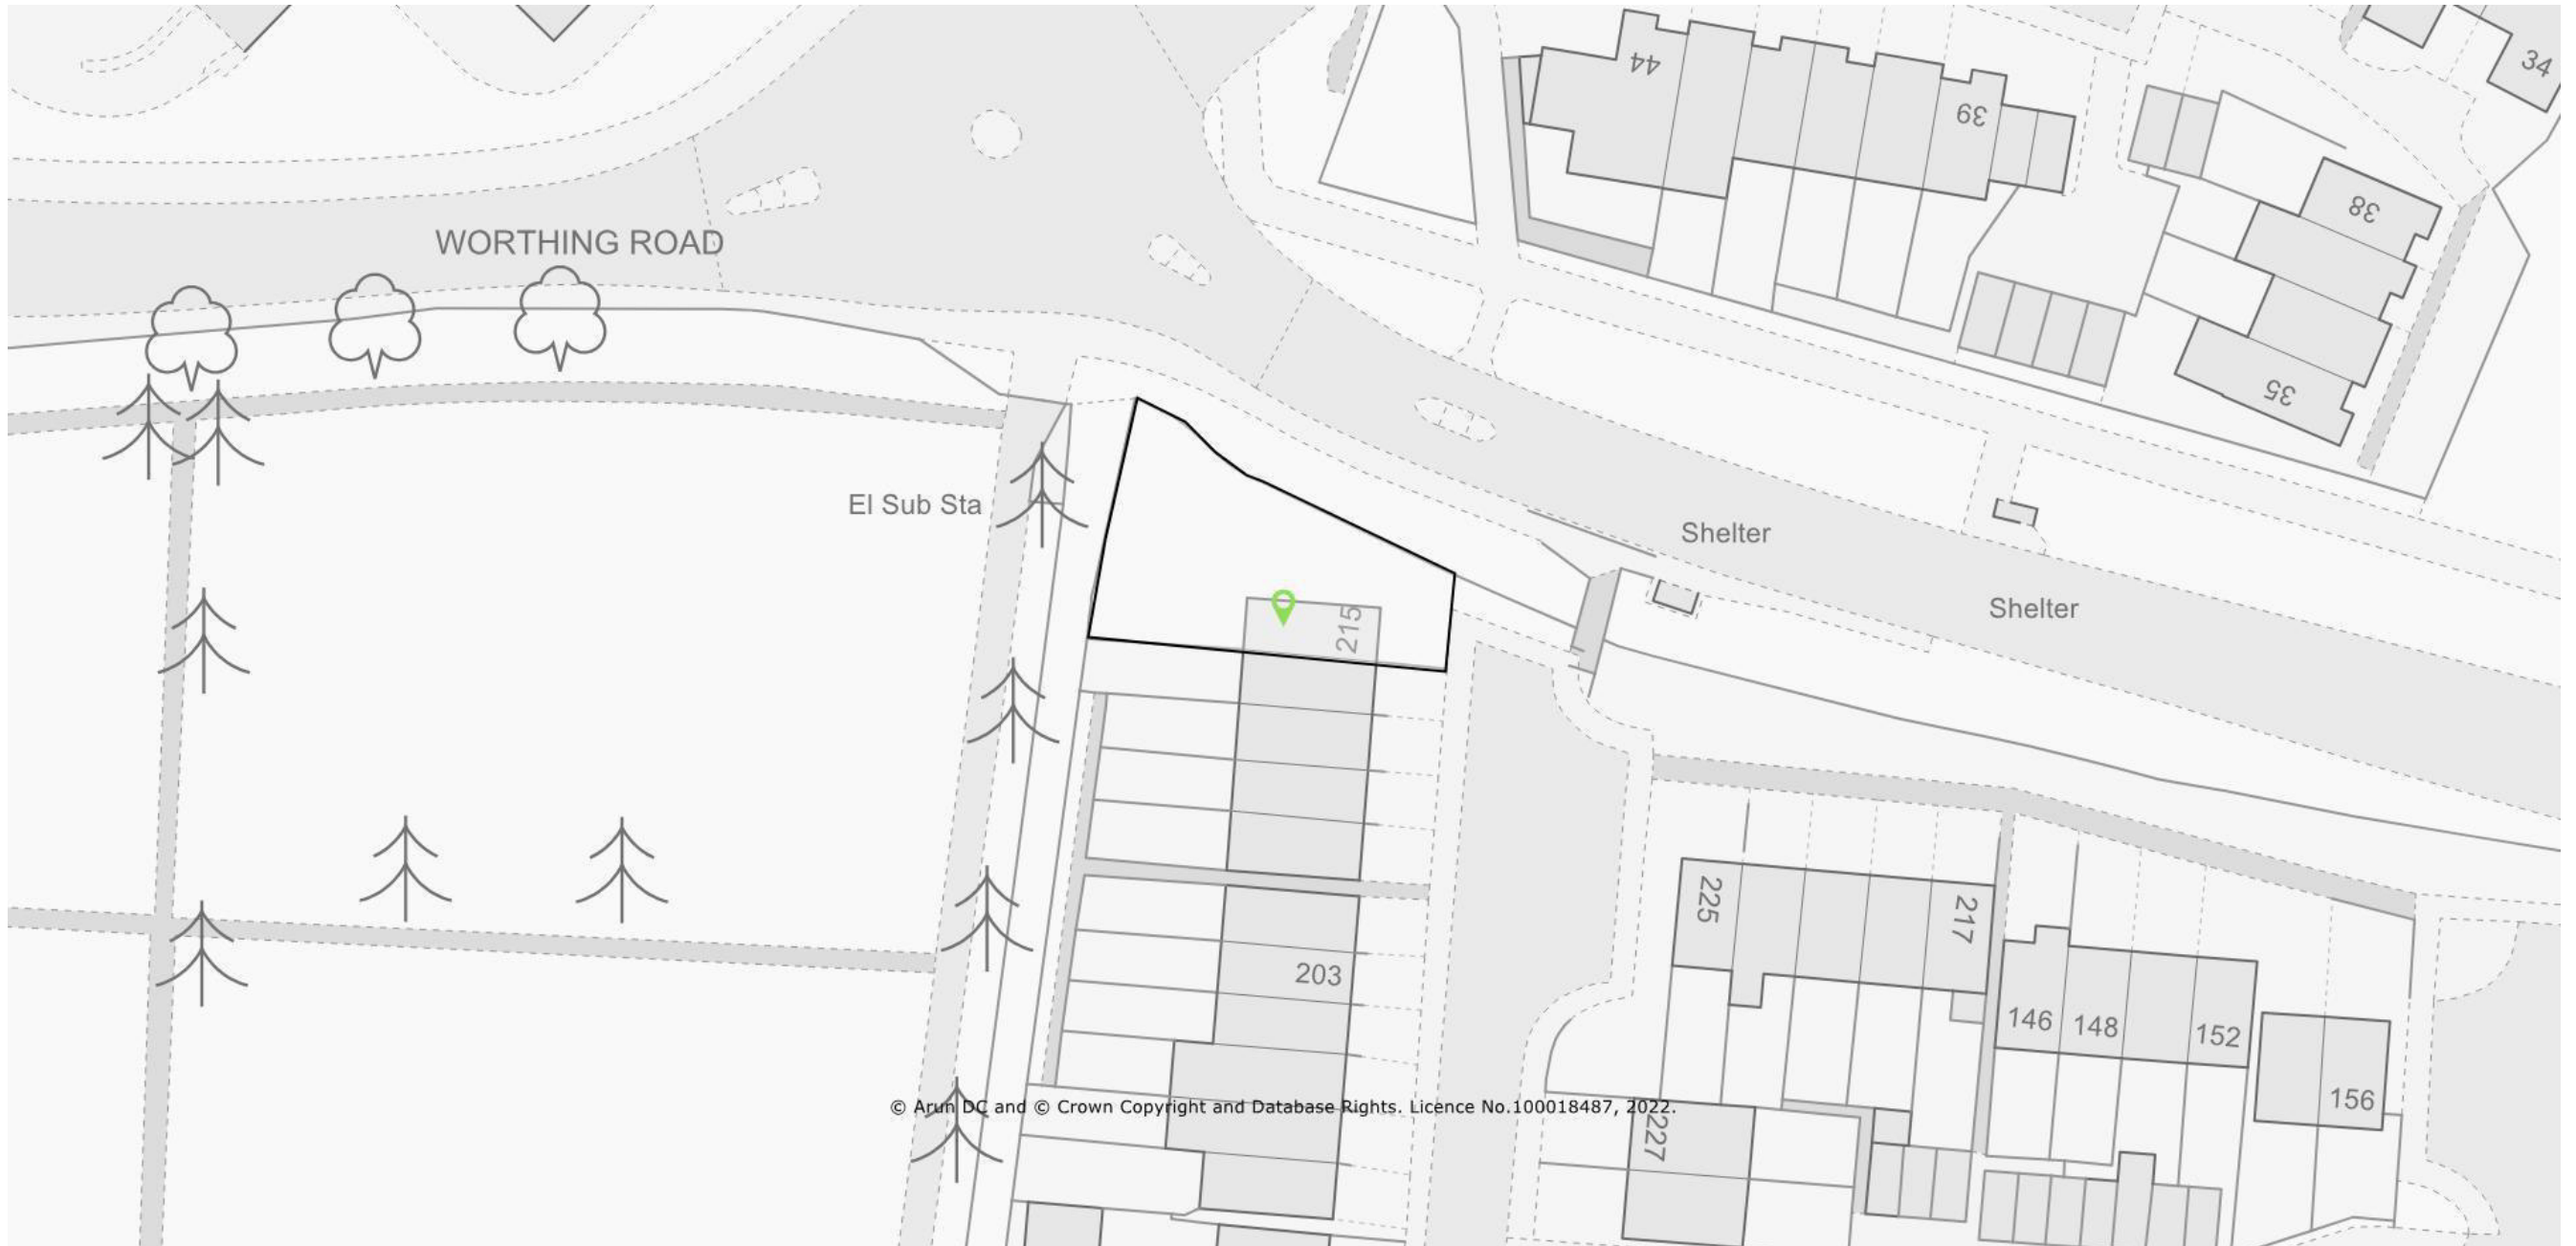 44
39
34
38
35
WORTHING ROAD
El Sub Sta
Shelter
Shelter
215
203
225
217
146
148
152
156
227
© Arun DC and © Crown Copyright and Database Rights. Licence No.100018487, 2022.